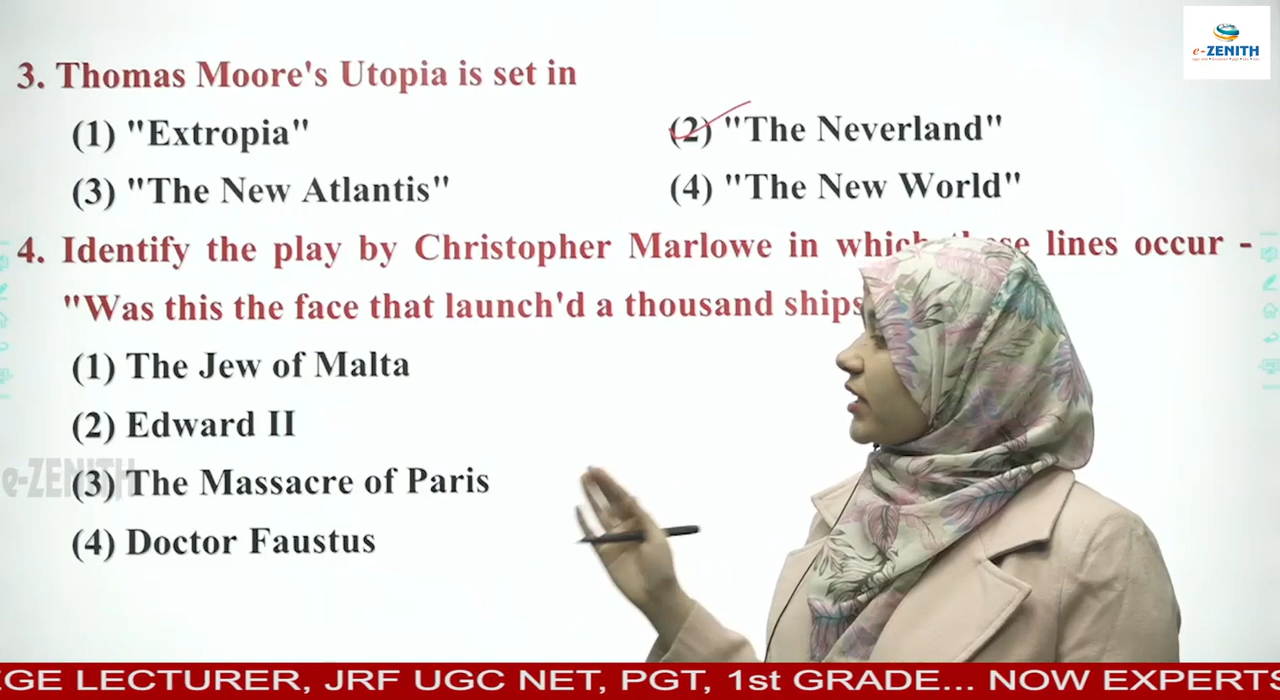 e-ZENITH
3. Thomas Moore's Utopia is set in
(1) "Extropia"
(2) "The Neverland"
(3) "The New Atlantis"
(4) "The New World"
4. Identify the play by Christopher Marlowe in which these lines occur -
"Was this the face that launch'd a thousand ships
(1) The Jew of Malta
(2) Edward II
e-ZENITH
(3) The Massacre of Paris
(4) Doctor Faustus
EGE LECTURER, JRF UGC NET, PGT, 1st GRADE... NOW EXPERTS